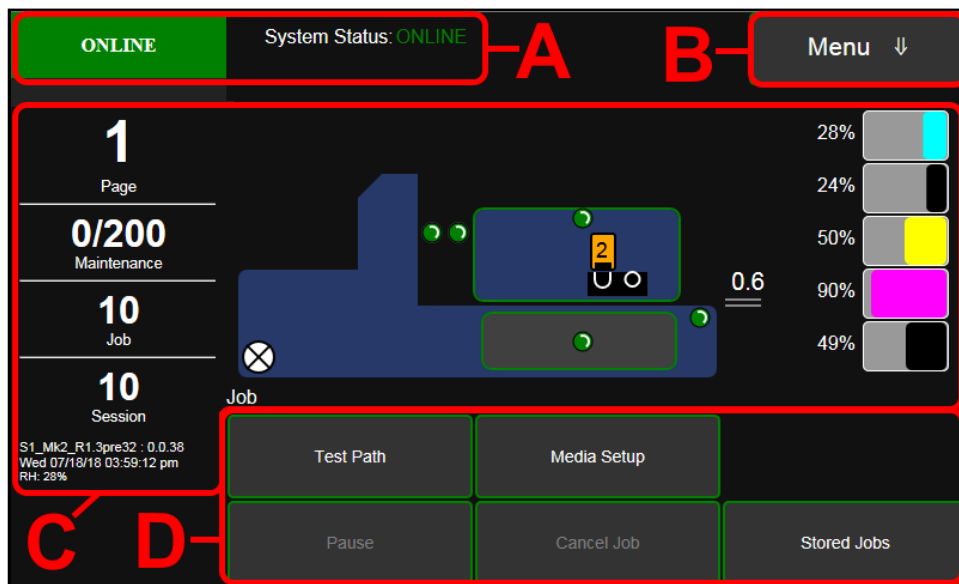 ONLINE
System Status: ONLINE
A
B
Menu ⇓
1
Page
0/200
Maintenance
10
Job
10
Session
S1_Mk2_R1.3pre32 : 0.0.38
Wed 07/18/18 03:59:12 pm
RH: 28%
2
0.6
28%
24%
50%
90%
49%
Job
C
D
Test Path
Media Setup
Pause
Cancel Job
Stored Jobs